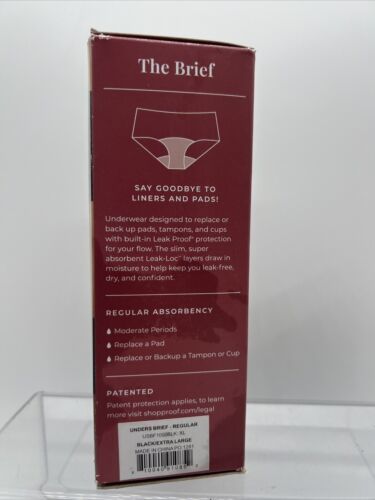 The Brief
SAY GOODBYE TO
LINERS AND PADS!
Underwear designed to replace or
back up pads, tampons, and cups
with built-in Leak Proof® protection
for your flow. The slim, super
absorbent Leak-Loc™ layers draw in
moisture to help keep you leak-free,
dry, and confident.
REGULAR ABSORBENCY
Moderate Periods
Replace a Pad
Replace or Backup a Tampon or Cup
PATENTED
Patent protection applies, to learn
more visit shopproof.com/legal
UNDERS BRIEF - REGULAR
BLACK/EXTRA LARGE
MADE IN CHINA PO:1241